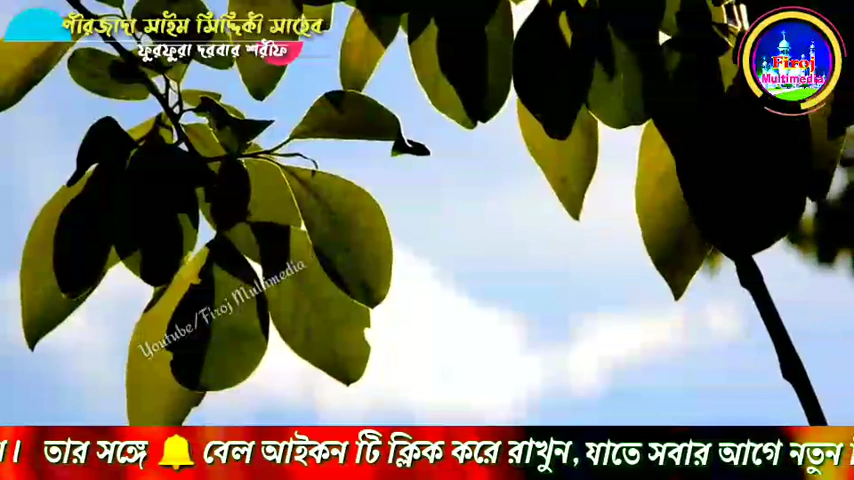 পীরজাদা সাইম সিদ্দিকী সাহেব
ফুরফুরা দরবার শরীফ
Firoj
Multimedia
Youtube/Firoj Multimedia
। তার সঙ্গে 🔔 বেল আইকন টি ক্লিক করে রাখুন, যাতে সবার আগে নতুন